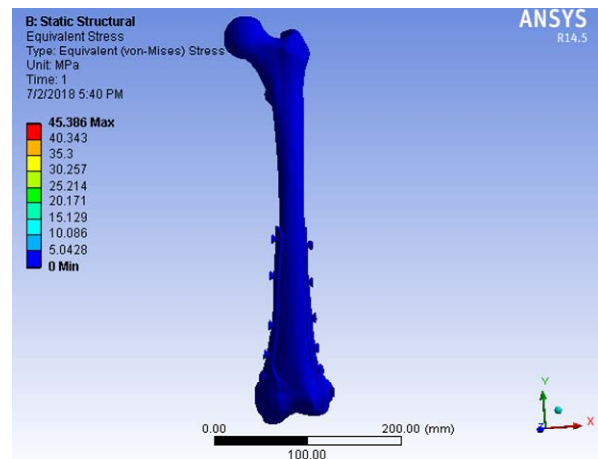 B: Static Structural
Equivalent Stress
Type: Equivalent (von-Mises) Stress
Unit: MPa
Time: 1
7/2/2018 5:40 PM
ANSYS
R14.5
45.386 Max
40.343
35.3
30.257
25.214
20.171
15.129
10.086
5.0428
0 Min
0.00
200.00 (mm)
100.00
Y
X
Z